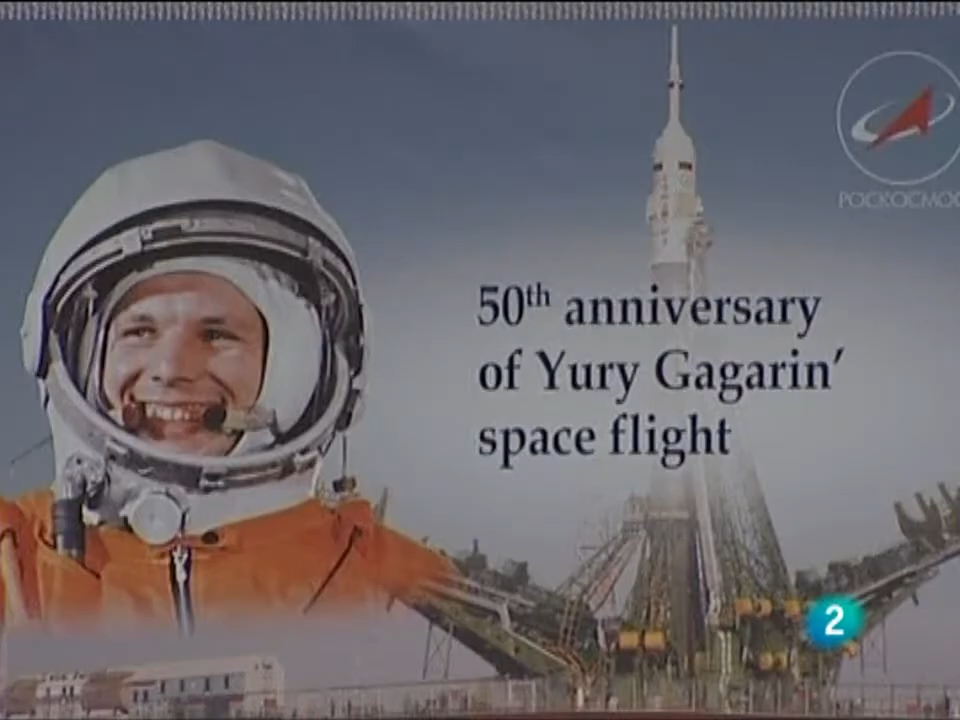 РОСКОСМОС
50th anniversary
of Yury Gagarin’
space flight
2